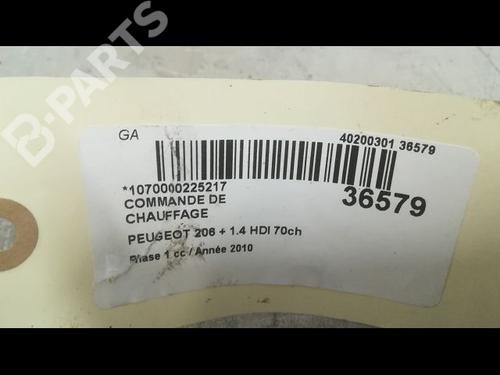 B-PARTS
GA
40200301 36579
*1070000225217
36579
COMMANDE DE
CHAUFFAGE
PEUGEOT 206 + 1.4 HDI 70ch
Phase 1 cc / Année 2010